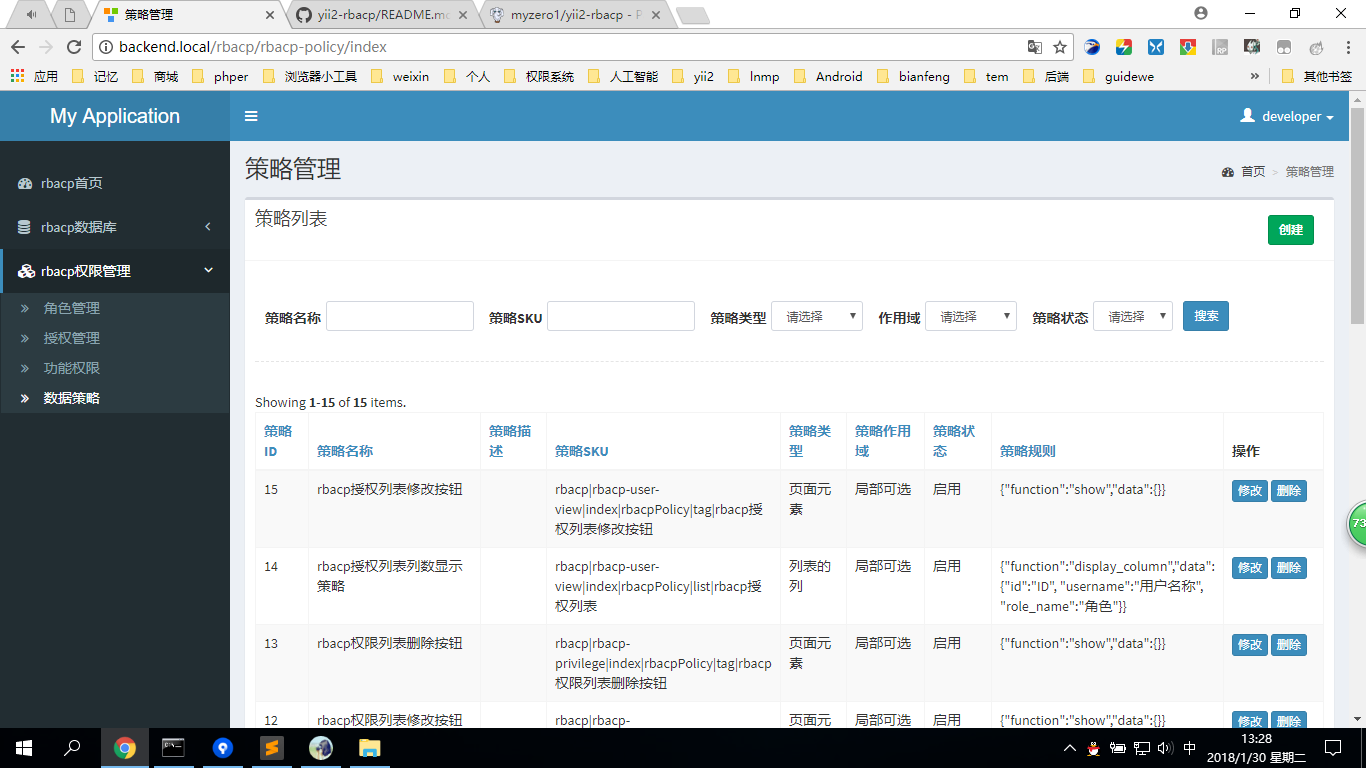 策略管理
yii2-rbacp/README.mc
myzero1/yii2-rbacp - P
backend.local/rbacp/rbacp-policy/index
应用
记忆
商城
phper
浏览器小工具
weixin
个人
权限系统
人工智能
yii2
lnmp
Android
bianfeng
tem
后端
guidewe
»
其他书签
My Application
developer
rbacp首页
rbacp数据库
rbacp权限管理
角色管理
授权管理
功能权限
数据策略
策略管理
首页 > 策略管理
策略列表
创建
策略名称
策略SKU
策略类型 请选择
作用域 请选择
策略状态 请选择
搜索
Showing 1-15 of 15 items.
策略ID 策略名称 策略描述 策略SKU 策略类型 策略作用域 策略状态 策略规则 操作
15 rbacp授权列表修改按钮 rbacp|rbacp-user-view|index|rbacpPolicy|tag|rbacp授权列表修改按钮 页面元素 局部可选 启用 {"function":"show","data":{}} 修改 删除
14 rbacp授权列表列数显示策略 rbacp|rbacp-user-view|index|rbacpPolicy|list|rbacp授权列表 列表的列 局部可选 启用 {"function":"display_column","data":{"id":"ID", "username":"用户名称", "role_name":"角色"}} 修改 删除
13 rbacp权限列表删除按钮 rbacp|rbacp-privilege|index|rbacpPolicy|tag|rbacp权限列表删除按钮 页面元素 局部可选 启用 {"function":"show","data":{}} 修改 删除
12 rbacp权限列表修改按钮 rbacp|rbacp- 页面元 局部可选 启用 {"function":"show","data":{}} 修改 删除
73
中
13:28
2018/1/30 星期二